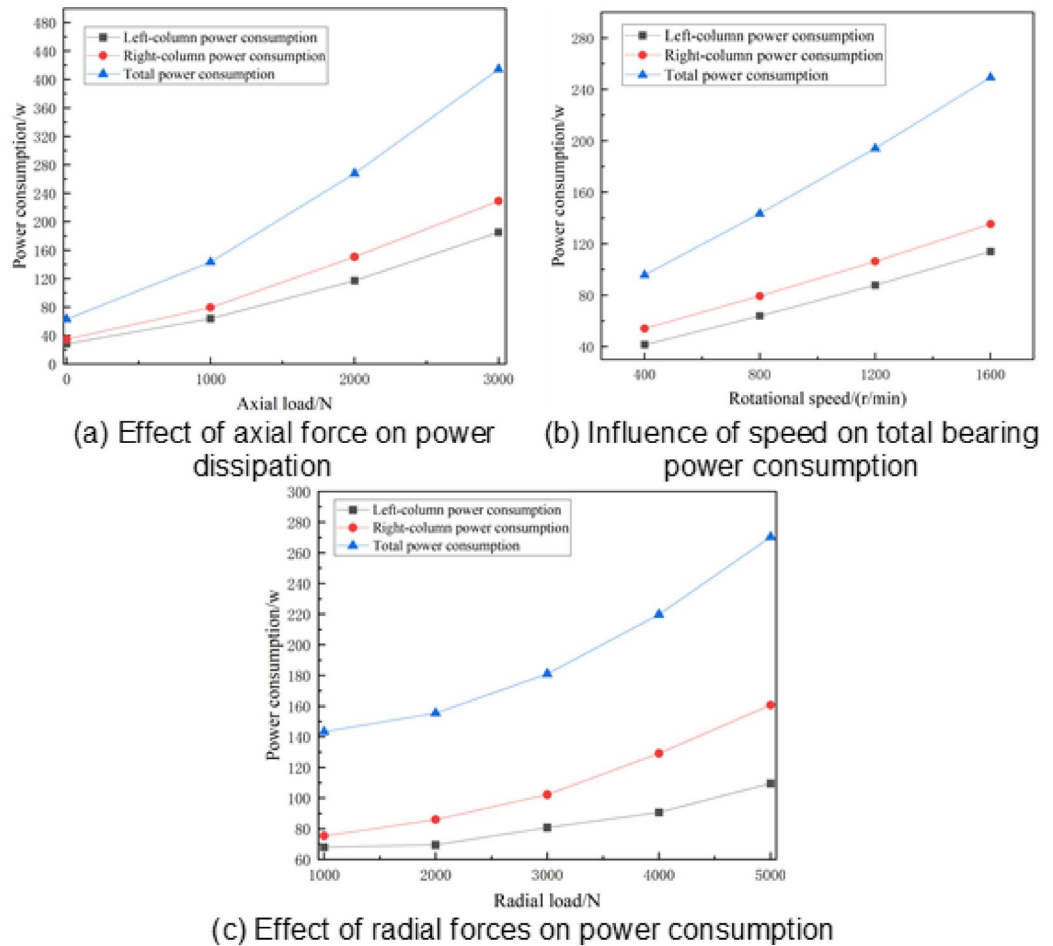 480
440
400
360
320
280
240
200
160
120
80
40
0
Power consumption/w
Left-column power consumption
Right-column power consumption
Total power consumption
0 1000 2000 3000
Axial load/N
(a) Effect of axial force on power
dissipation
280
240
200
160
120
80
40
Power consumption/w
Left-column power consumption
Right-column power consumption
Total power consumption
400 800 1200 1600
Rotational speed/(r/min)
(b) Influence of speed on total bearing
power consumption
300
280
260
240
220
200
180
160
140
120
100
80
60
Power consumption/w
Left-column power consumption
Right-column power consumption
Total power consumption
1000 2000 3000 4000 5000
Radial load/N
(c) Effect of radial forces on power consumption